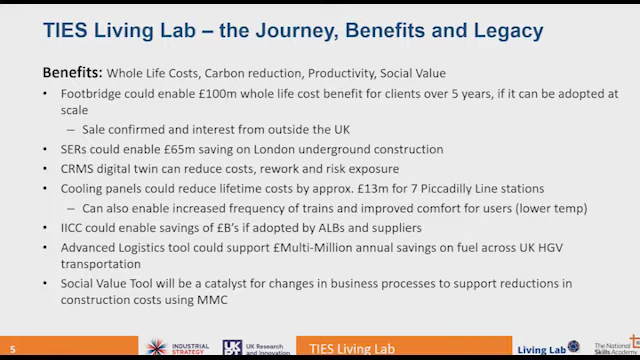 TIES Living Lab – the Journey, Benefits and Legacy
Benefits: Whole Life Costs, Carbon reduction, Productivity, Social Value
• Footbridge could enable £100m whole life cost benefit for clients over 5 years, if it can be adopted at
scale
– Sale confirmed and interest from outside the UK
• SERs could enable £65m saving on London underground construction
• CRMS digital twin can reduce costs, rework and risk exposure
• Cooling panels could reduce lifetime costs by approx. £13m for 7 Piccadilly Line stations
– Can also enable increased frequency of trains and improved comfort for users (lower temp)
• IICC could enable savings of £B's if adopted by ALBs and suppliers
• Advanced Logistics tool could support £Multi-Million annual savings on fuel across UK HGV
transportation
• Social Value Tool will be a catalyst for changes in business processes to support reductions in
construction costs using MMC
5
INDUSTRIAL
STRATEGY
UK Research
and Innovation
TIES Living Lab
Living Lab
The National
Skills Academy